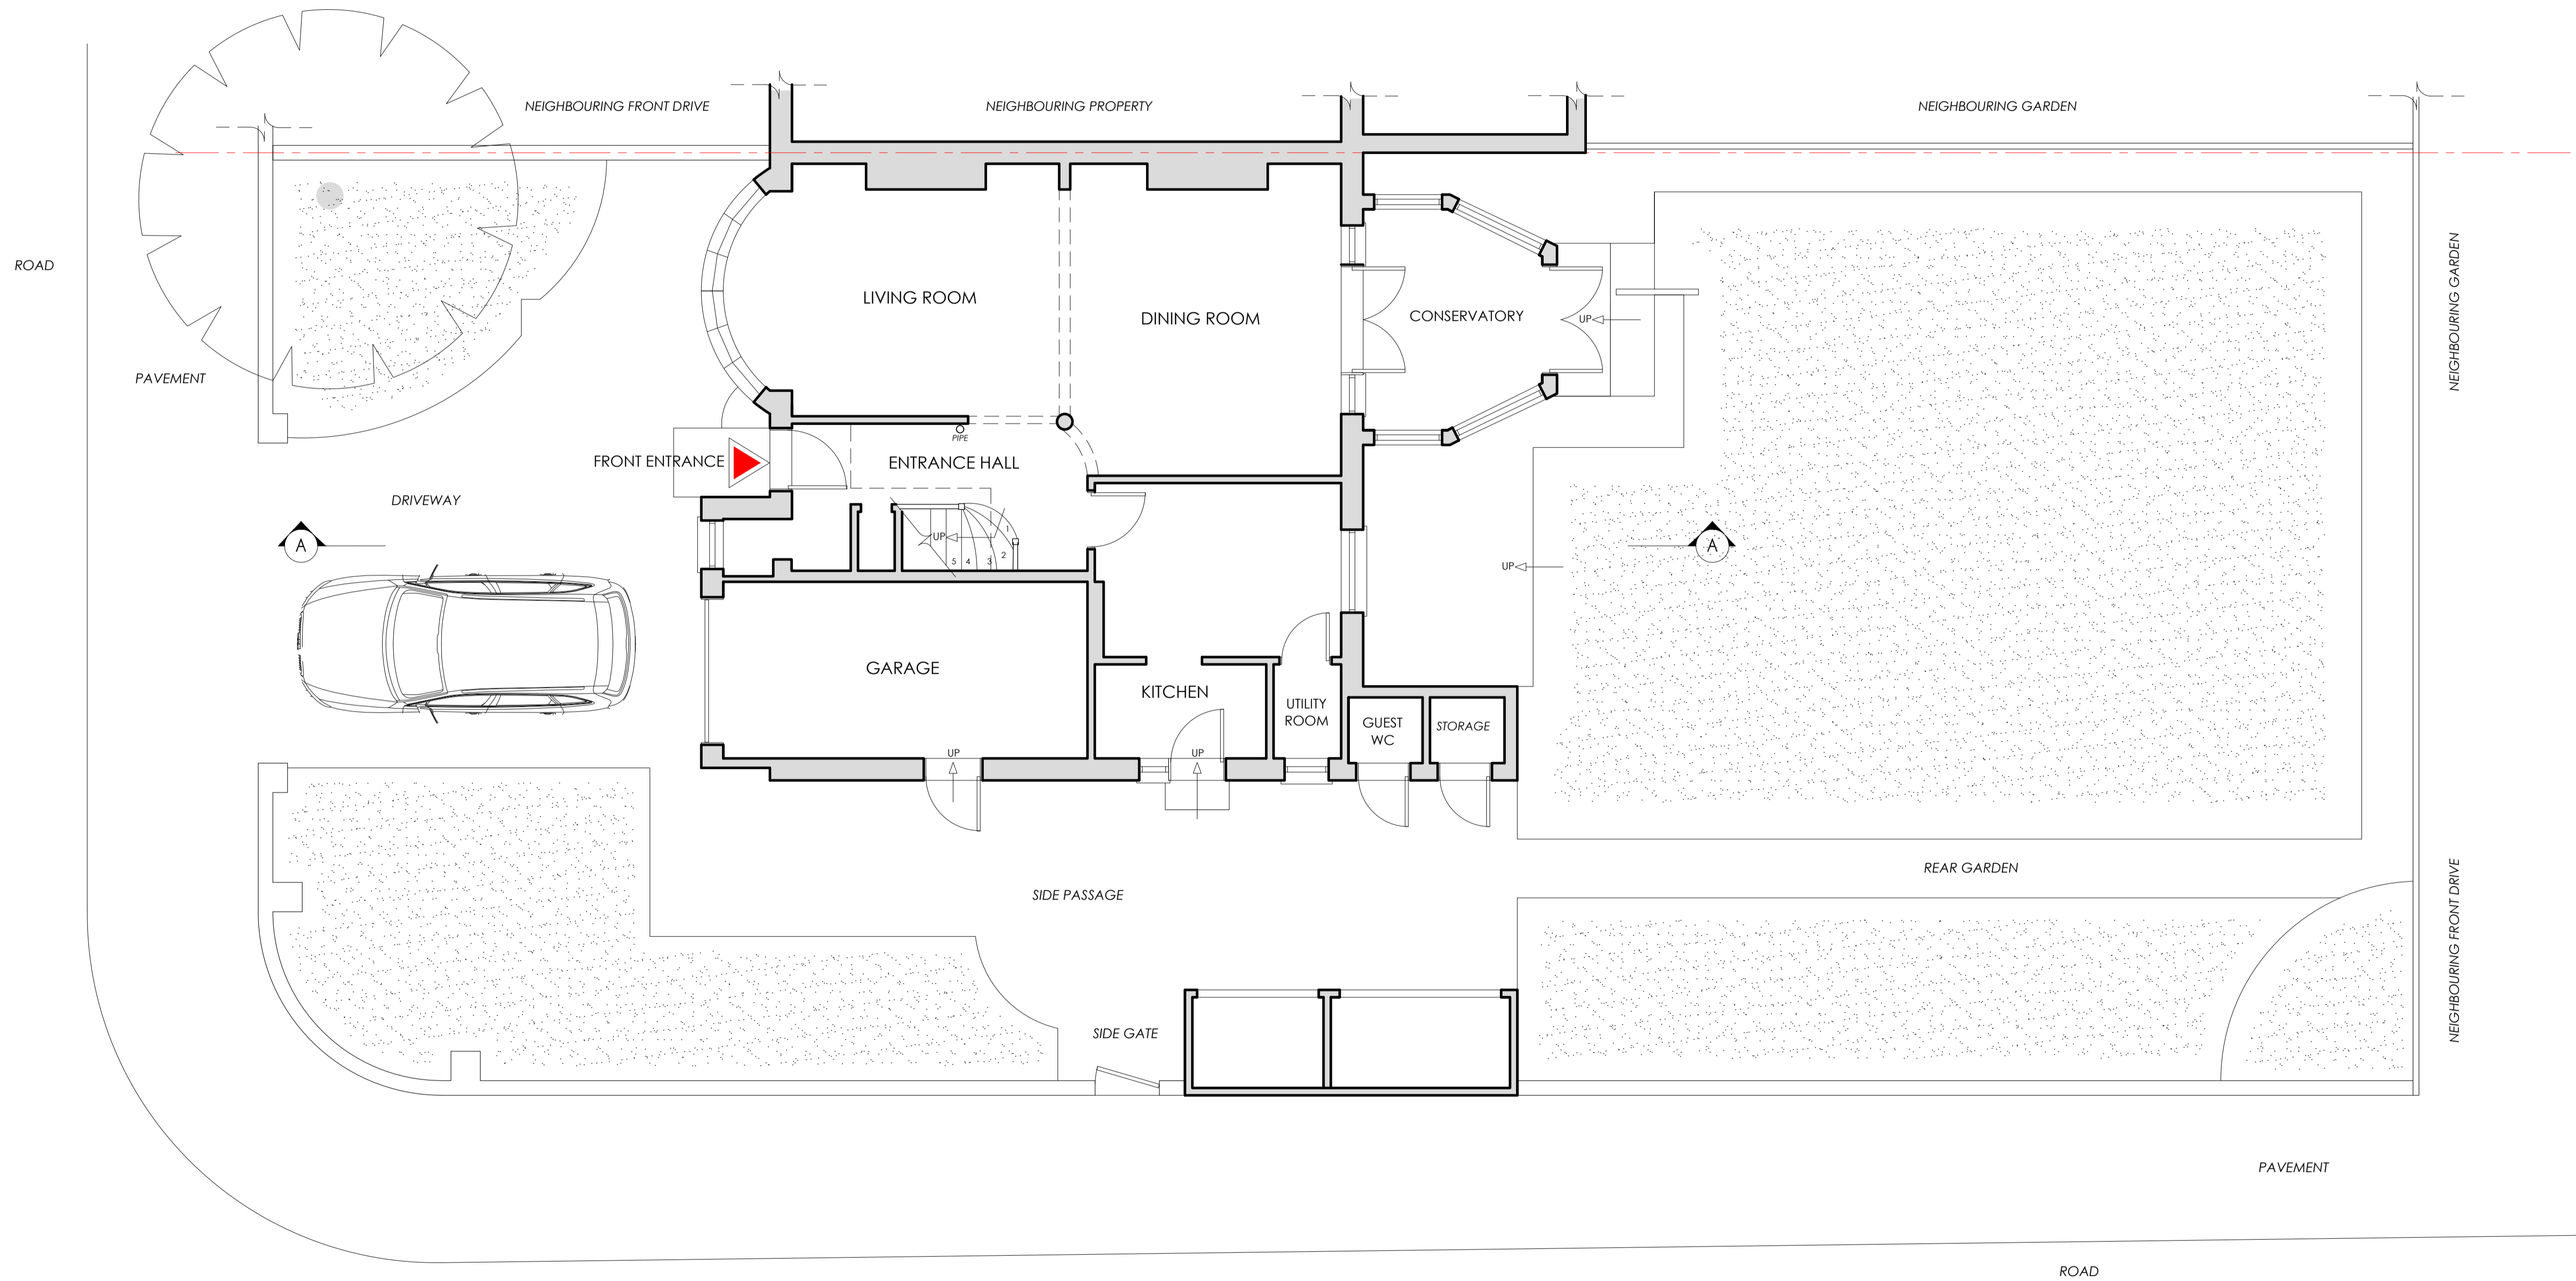 NEIGHBOURING FRONT DRIVE
NEIGHBOURING PROPERTY
NEIGHBOURING GARDEN
ROAD
NEIGHBOURING GARDEN
LIVING ROOM
DINING ROOM
CONSERVATORY
UP
PAVEMENT
PIPE
FRONT ENTRANCE
ENTRANCE HALL
DRIVEWAY
A
UP
1
2
3
4
5
A
UP
GARAGE
KITCHEN
UTILITY
ROOM
GUEST
WC
STORAGE
UP
UP
REAR GARDEN
SIDE PASSAGE
NEIGHBOURING FRONT DRIVE
SIDE GATE
PAVEMENT
ROAD